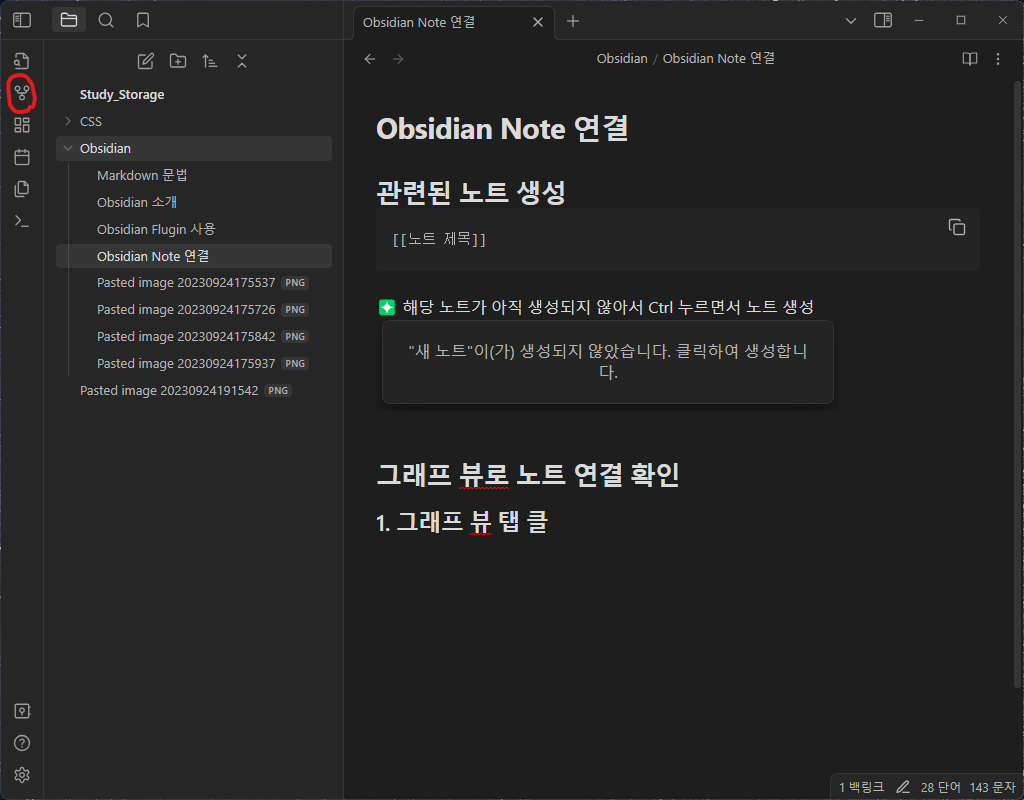 Obsidian Note 연결
Obsidian / Obsidian Note 연결
Study_Storage
CSS
Obsidian
Markdown 문법
Obsidian 소개
Obsidian Flugin 사용
Obsidian Note 연결
Pasted image 20230924175537 PNG
Pasted image 20230924175726 PNG
Pasted image 20230924175842 PNG
Pasted image 20230924175937 PNG
Pasted image 20230924191542 PNG
Obsidian Note 연결
관련된 노트 생성
[[노트 제목]]
해당 노트가 아직 생성되지 않아서 Ctrl 누르면서 노트 생성
"새 노트"이(가) 생성되지 않았습니다. 클릭하여 생성합니
다.
그래프 뷰로 노트 연결 확인
1. 그래프 뷰 탭 클
1 백링크 28 단어 143 문자